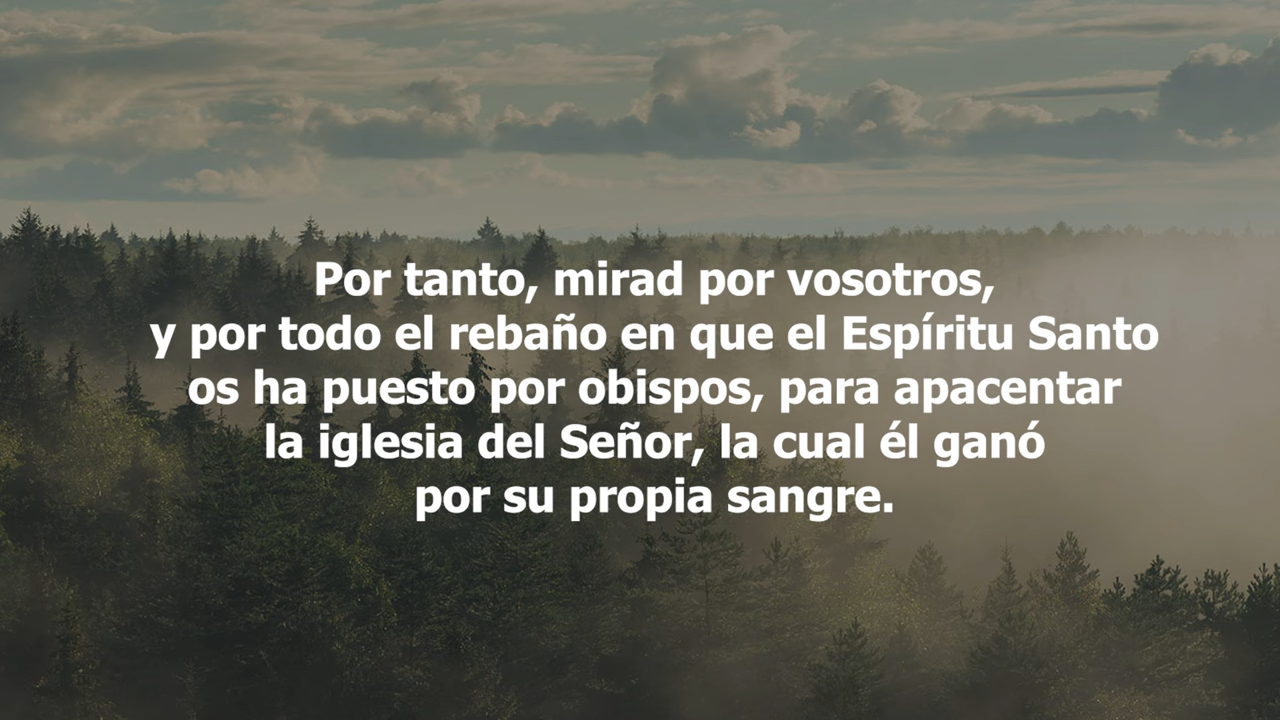 Por tanto, mirad por vosotros,
y por todo el rebaño en que el Espíritu Santo
os ha puesto por obispos, para apacentar
la iglesia del Señor, la cual él ganó
por su propia sangre.